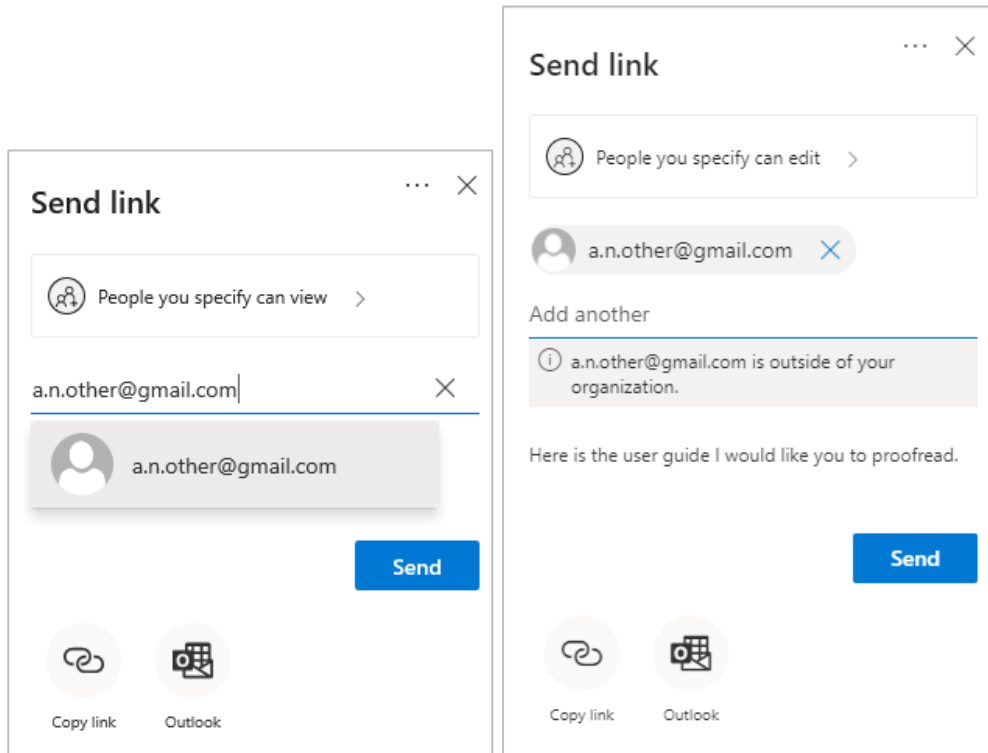 Send link
People you specify can view
a.n.other@gmail.com
a.n.other@gmail.com
Send
Copy link
Outlook
Send link
People you specify can edit
a.n.other@gmail.com
Add another
a.n.other@gmail.com is outside of your
organization.
Here is the user guide I would like you to proofread.
Send
Copy link
Outlook